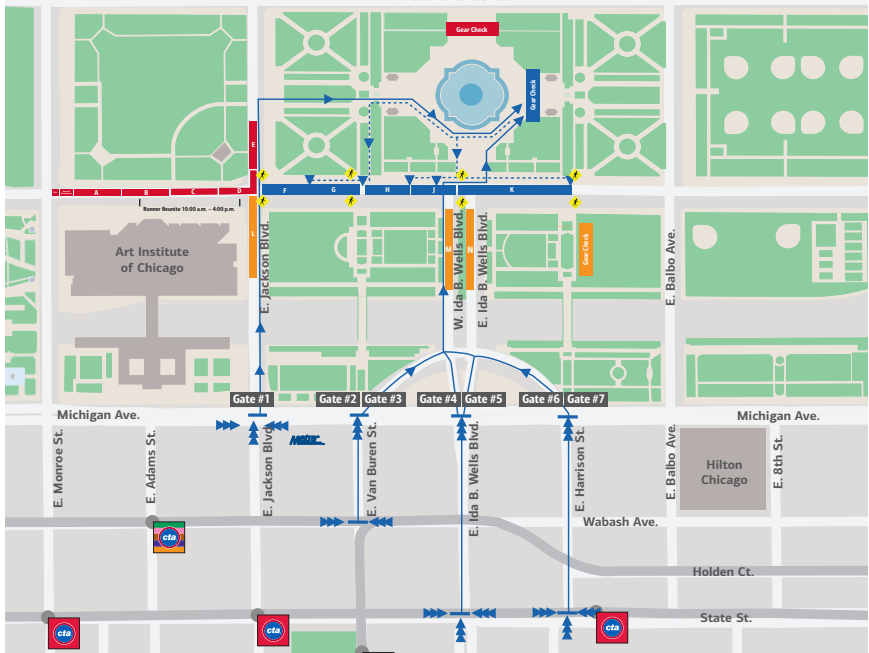 Gear Check
Gear Check
E
A
B
C
D
F
G
H
J
K
Runner Reunite 10:00 a.m. – 4:00 p.m.
L
M
N
Gear Check
Art Institute
of Chicago
E. Jackson Blvd.
W. Ida B. Wells Blvd.
E. Ida B. Wells Blvd.
E. Balbo Ave.
Gate #1
Gate #2
Gate #3
Gate #4
Gate #5
Gate #6
Gate #7
Michigan Ave.
Michigan Ave.
E. Monroe St.
E. Adams St.
E. Jackson Blvd.
E. Van Buren St.
E. Ida B. Wells Blvd.
E. Harrison St.
E. Balbo Ave.
Hilton
Chicago
E. 8th St.
Wabash Ave.
cta
Holden Ct.
State St.
cta
cta
cta